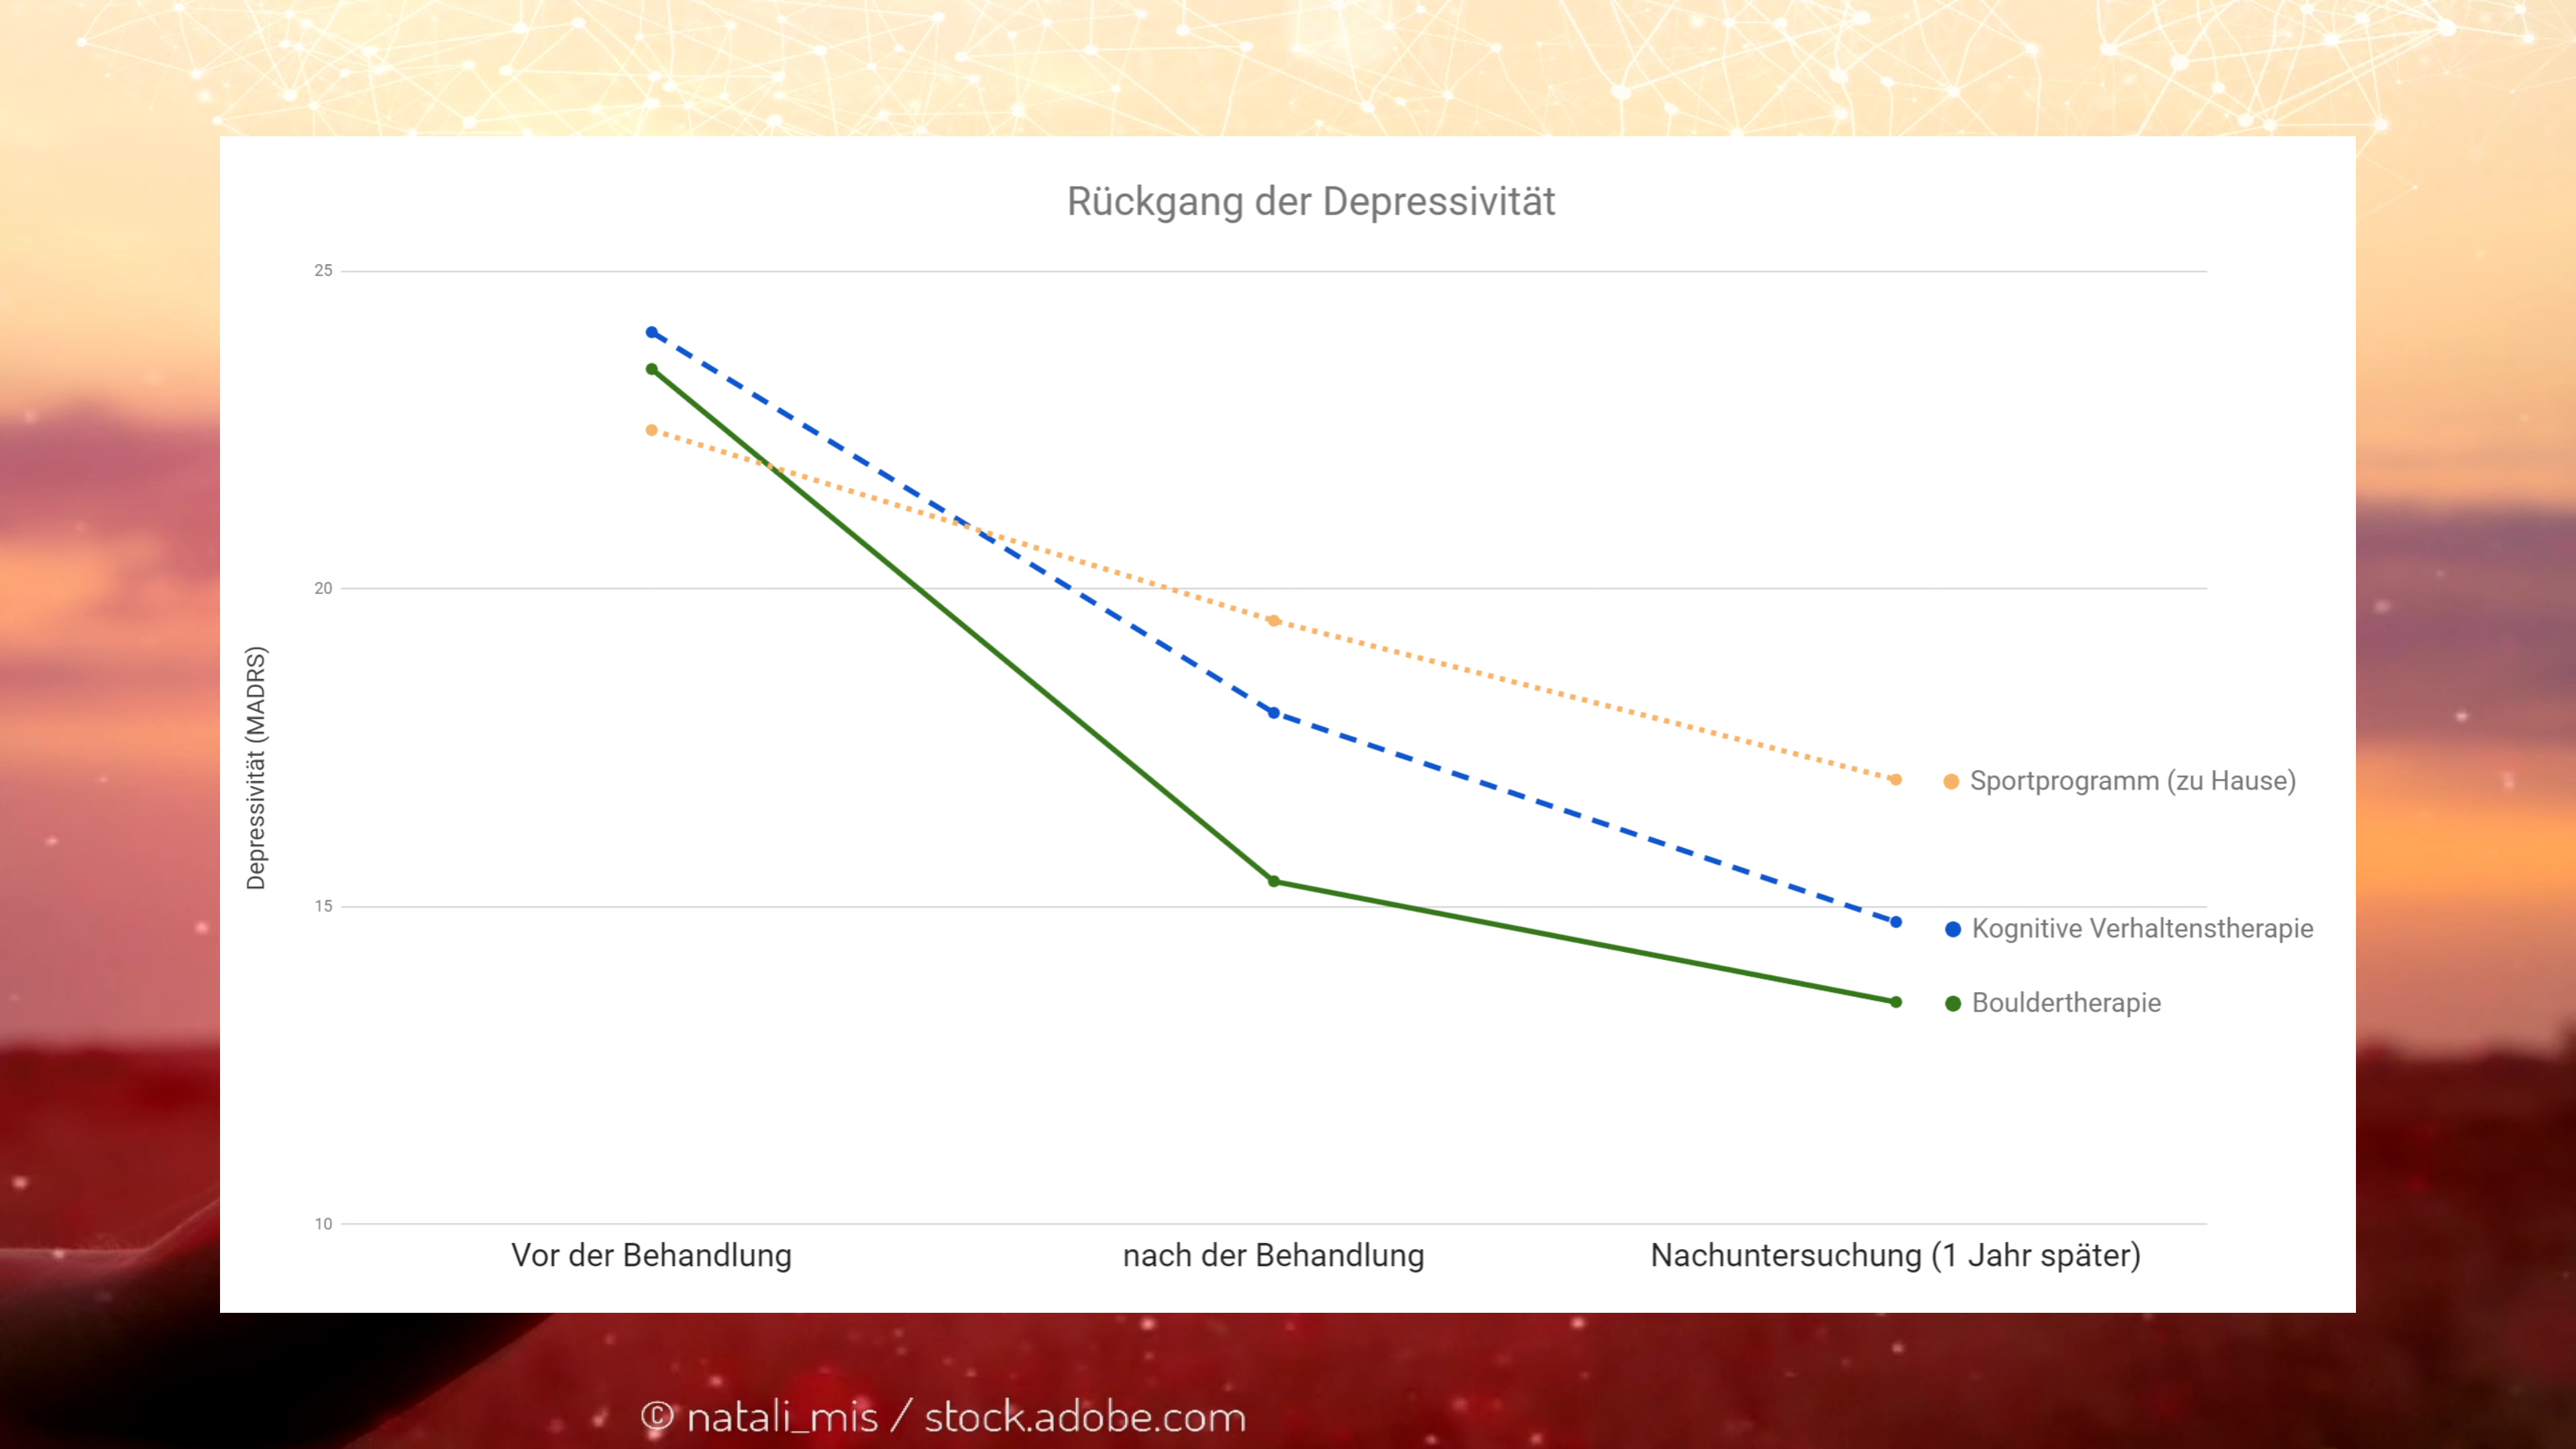 Rückgang der Depressivität
25
20
15
10
Depressivität (MADRS)
Sportprogramm (zu Hause)
Kognitive Verhaltenstherapie
Bouldertherapie
Vor der Behandlung
nach der Behandlung
Nachuntersuchung (1 Jahr später)
© natali_mis / stock.adobe.com